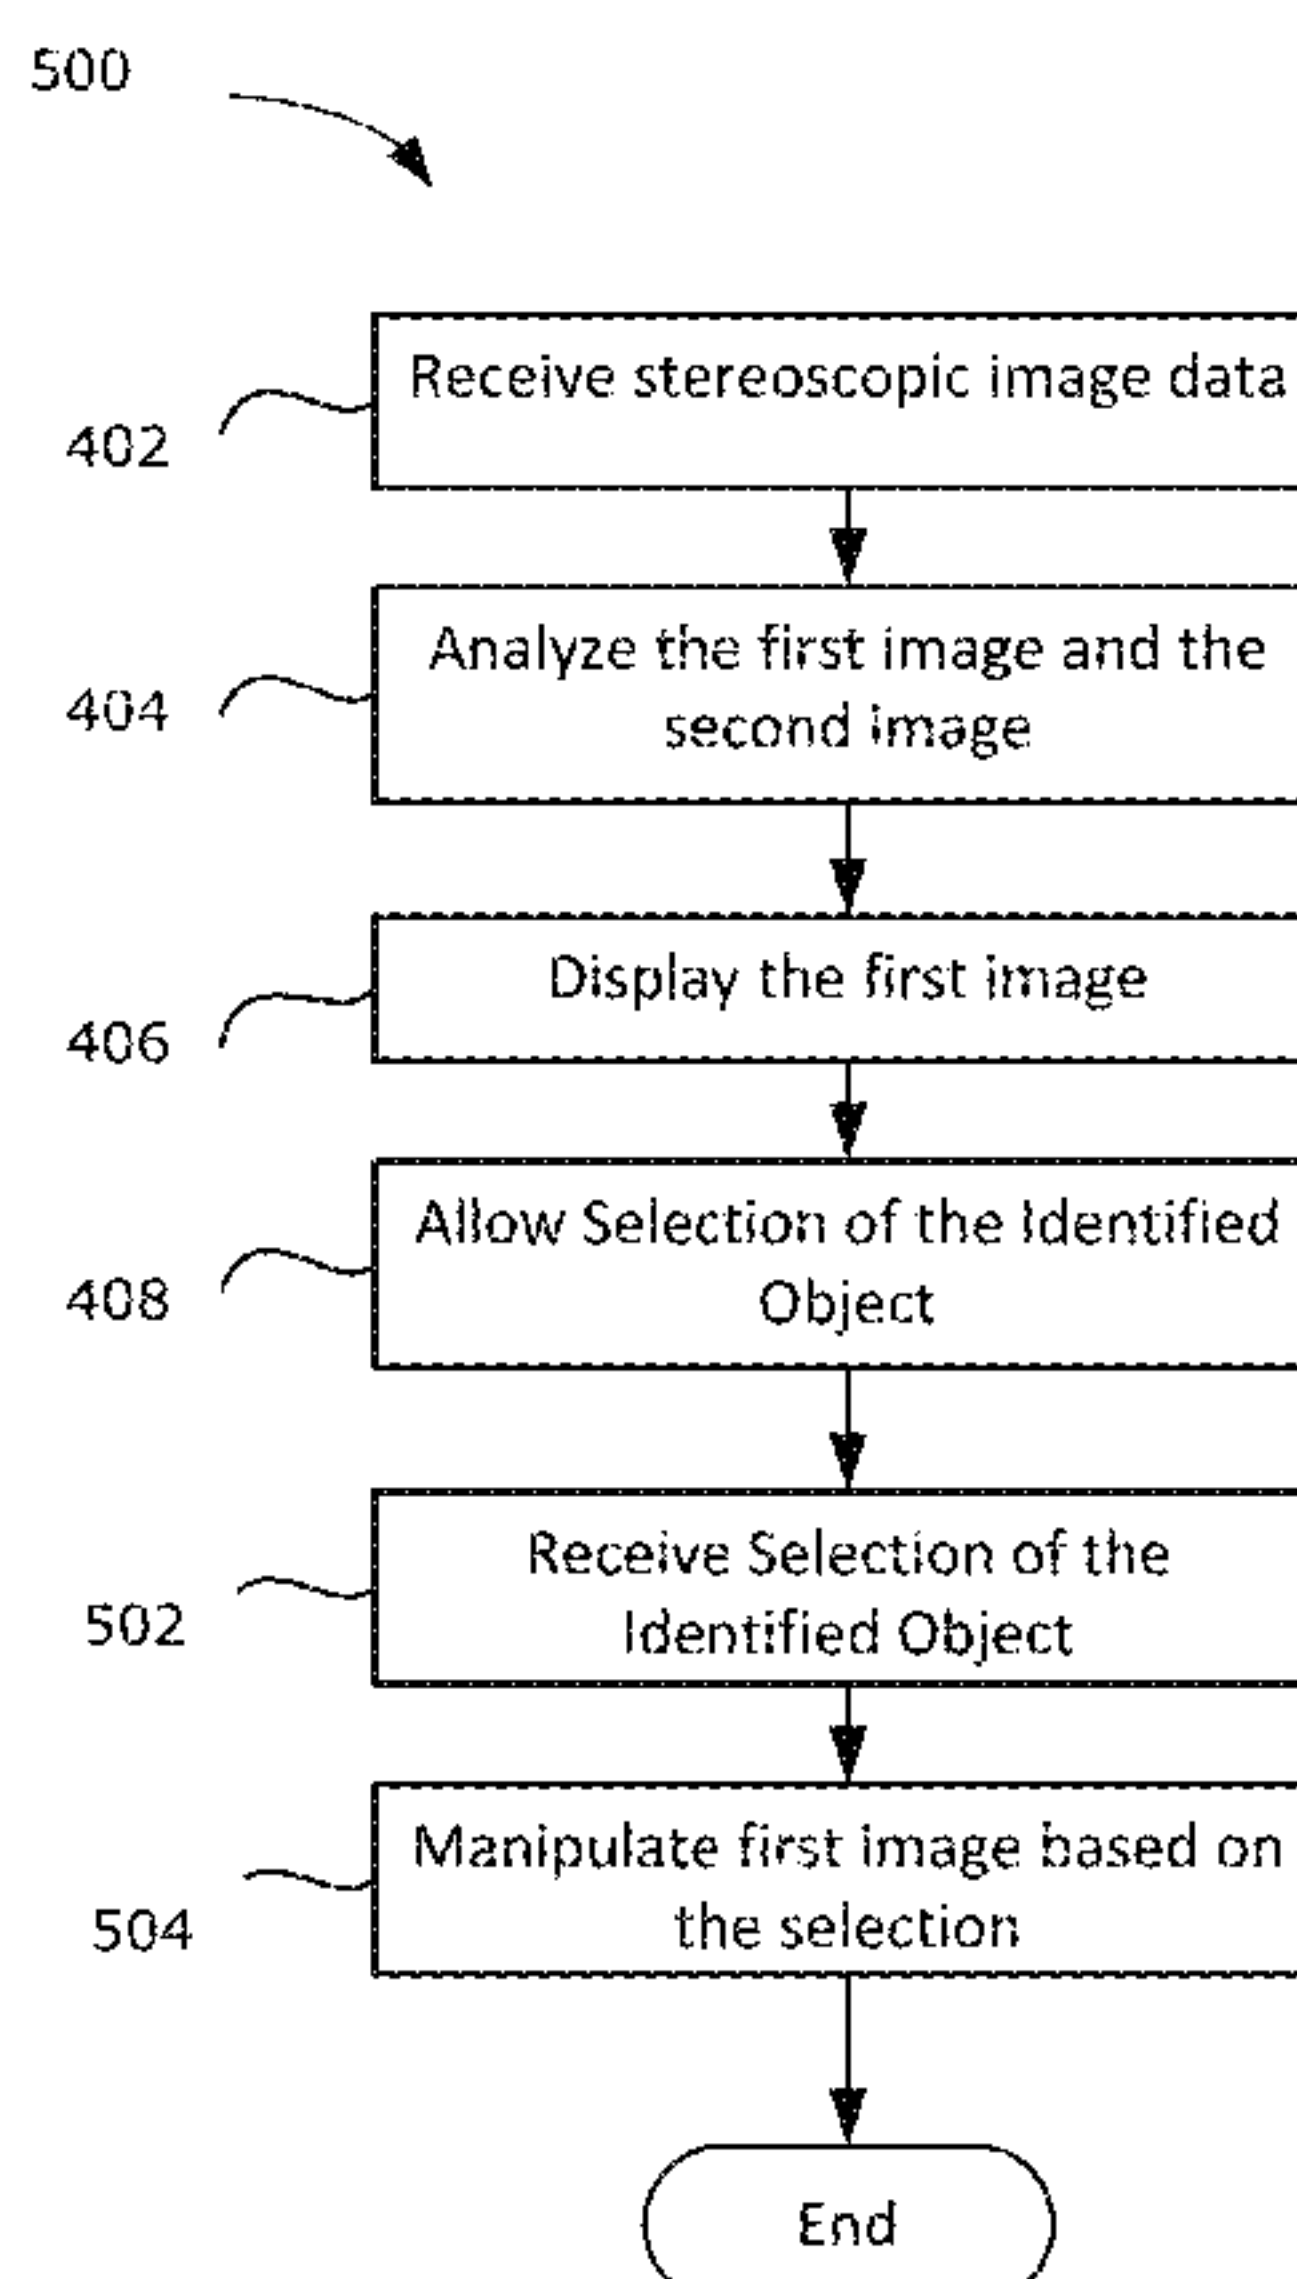 500
Receive stereoscopic image data
402
Analyze the first image and the
second image
404
Display the first image
406
Allow Selection of the Identified
Object
408
Receive Selection of the
Identified Object
502
Manipulate first image based on
the selection
504
End